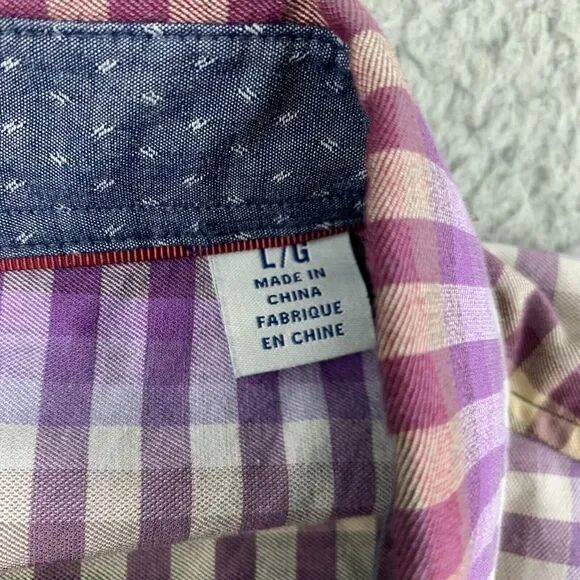 L/G
MADE IN
CHINA
FABRIQUE
EN CHINE